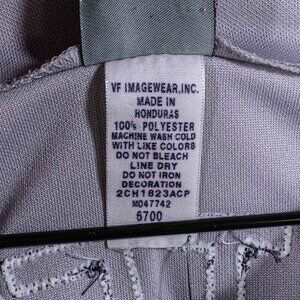 VF IMAGEWEAR.INC.
MADE IN
HONDURAS
100% POLYESTER
MACHINE WASH COLD
WITH LIKE COLORS
DO NOT BLEACH
LINE DRY
DO NOT IRON
DECORATION
2CH1823ACP
M047742
6700